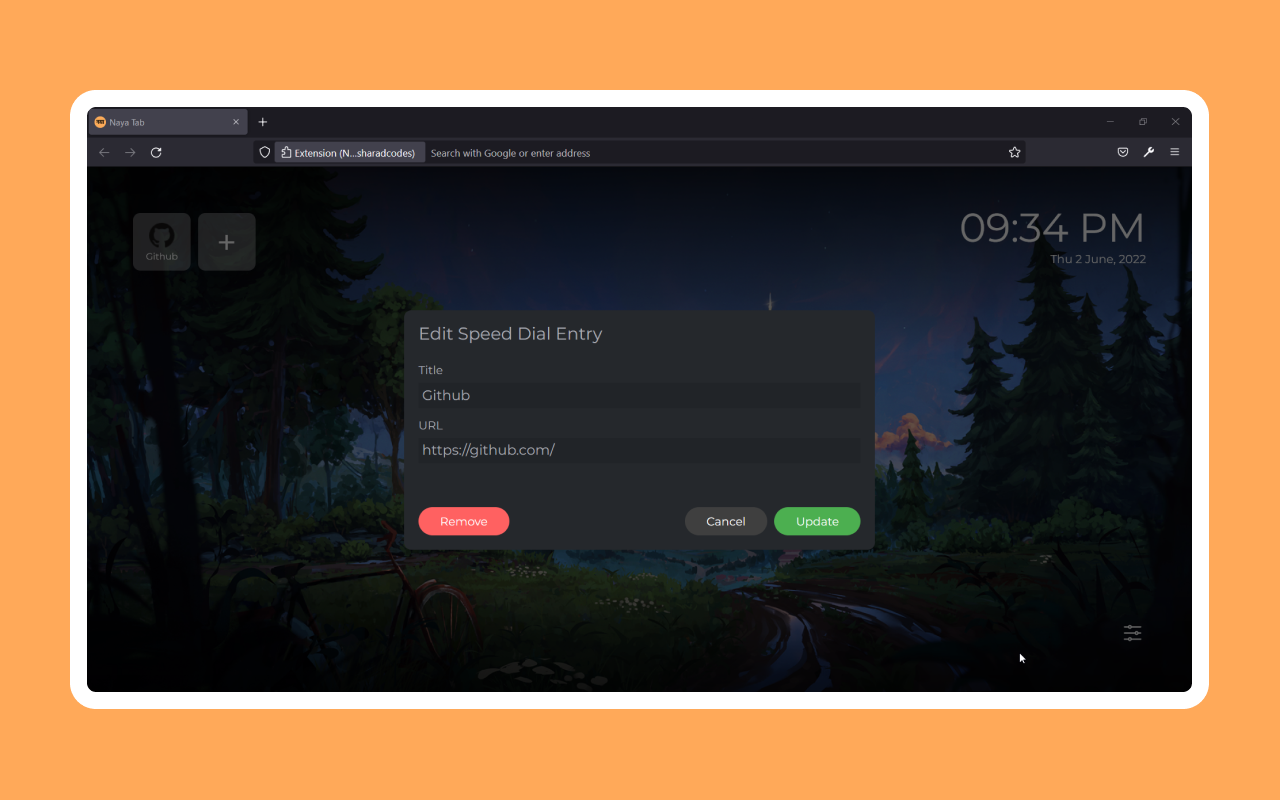 Naya Tab
Extension (N...sharadcodes)
Search with Google or enter address
Github
09:34 PM
Thu 2 June, 2022
Edit Speed Dial Entry
Title
Github
URL
https://github.com/
Remove
Cancel
Update